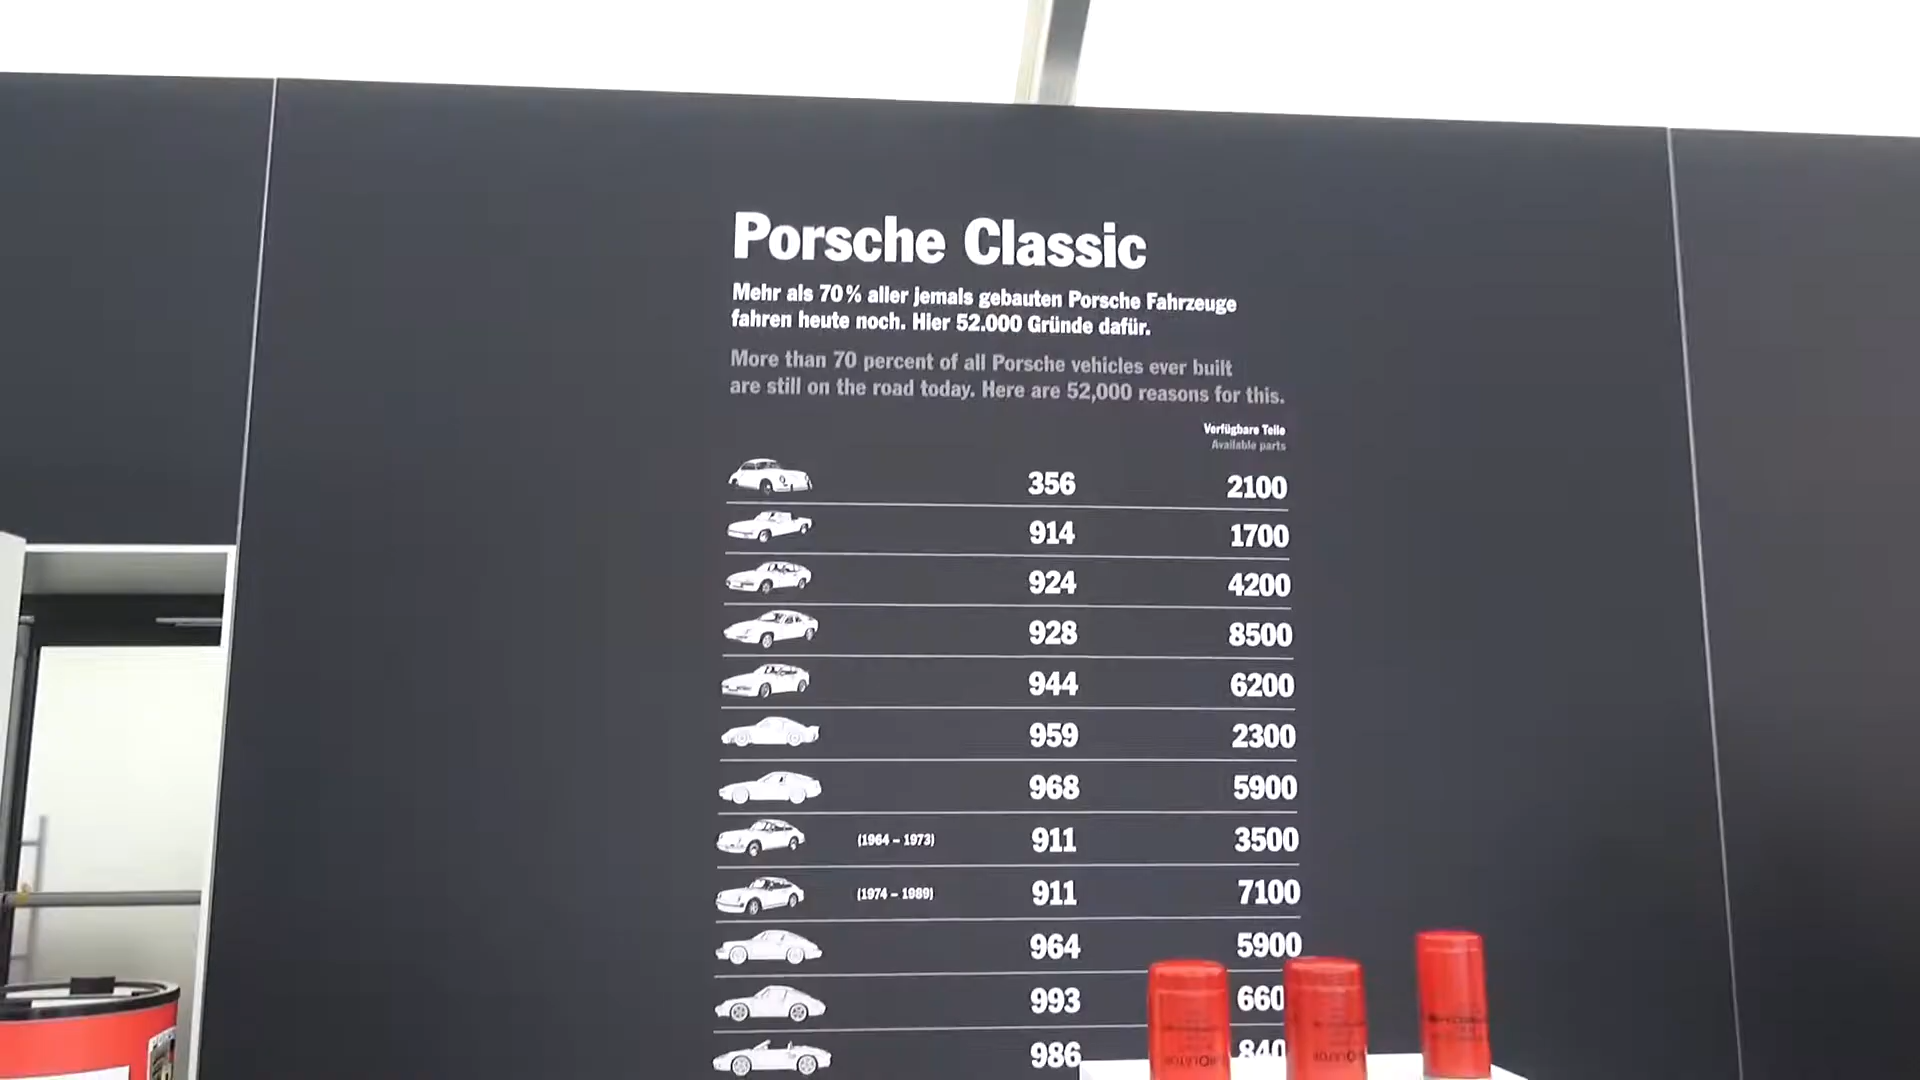 Porsche Classic
Mehr als 70% aller jemals gebauten Porsche Fahrzeuge
fahren heute noch. Hier 52.000 Gründe dafür.
More than 70 percent of all Porsche vehicles ever built
are still on the road today. Here are 52,000 reasons for this.
Verfügbare Teile
Available parts
356 2100
914 1700
924 4200
928 8500
944 6200
959 2300
968 5900
(1964 – 1973) 911 3500
(1974 – 1989) 911 7100
964 5900
993 660
986 840